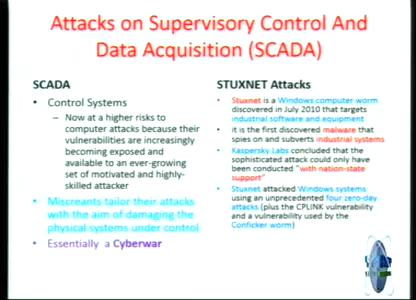 Attacks on Supervisory Control And
Data Acquisition (SCADA)
SCADA
• Control Systems
– Now at a higher risks to
computer attacks because their
vulnerabilities are increasingly
becoming exposed and
available to an ever-growing
set of motivated and highly-
skilled attacker
• Miscreants tailor their attacks
with the aim of damaging the
physical systems under control
• Essentially a Cyberwar
STUXNET Attacks
• Stuxnet is a Windows computer worm
discovered in July 2010 that targets
industrial software and equipment
• it is the first discovered malware that
spies on and subverts industrial systems
• Kaspersky Labs concluded that the
sophisticated attack could only have
been conducted "with nation-state
support"
• Stuxnet attacked Windows systems
using an unprecedented four zero-day
attacks (plus the CPLINK vulnerability
and a vulnerability used by the
Conficker worm)